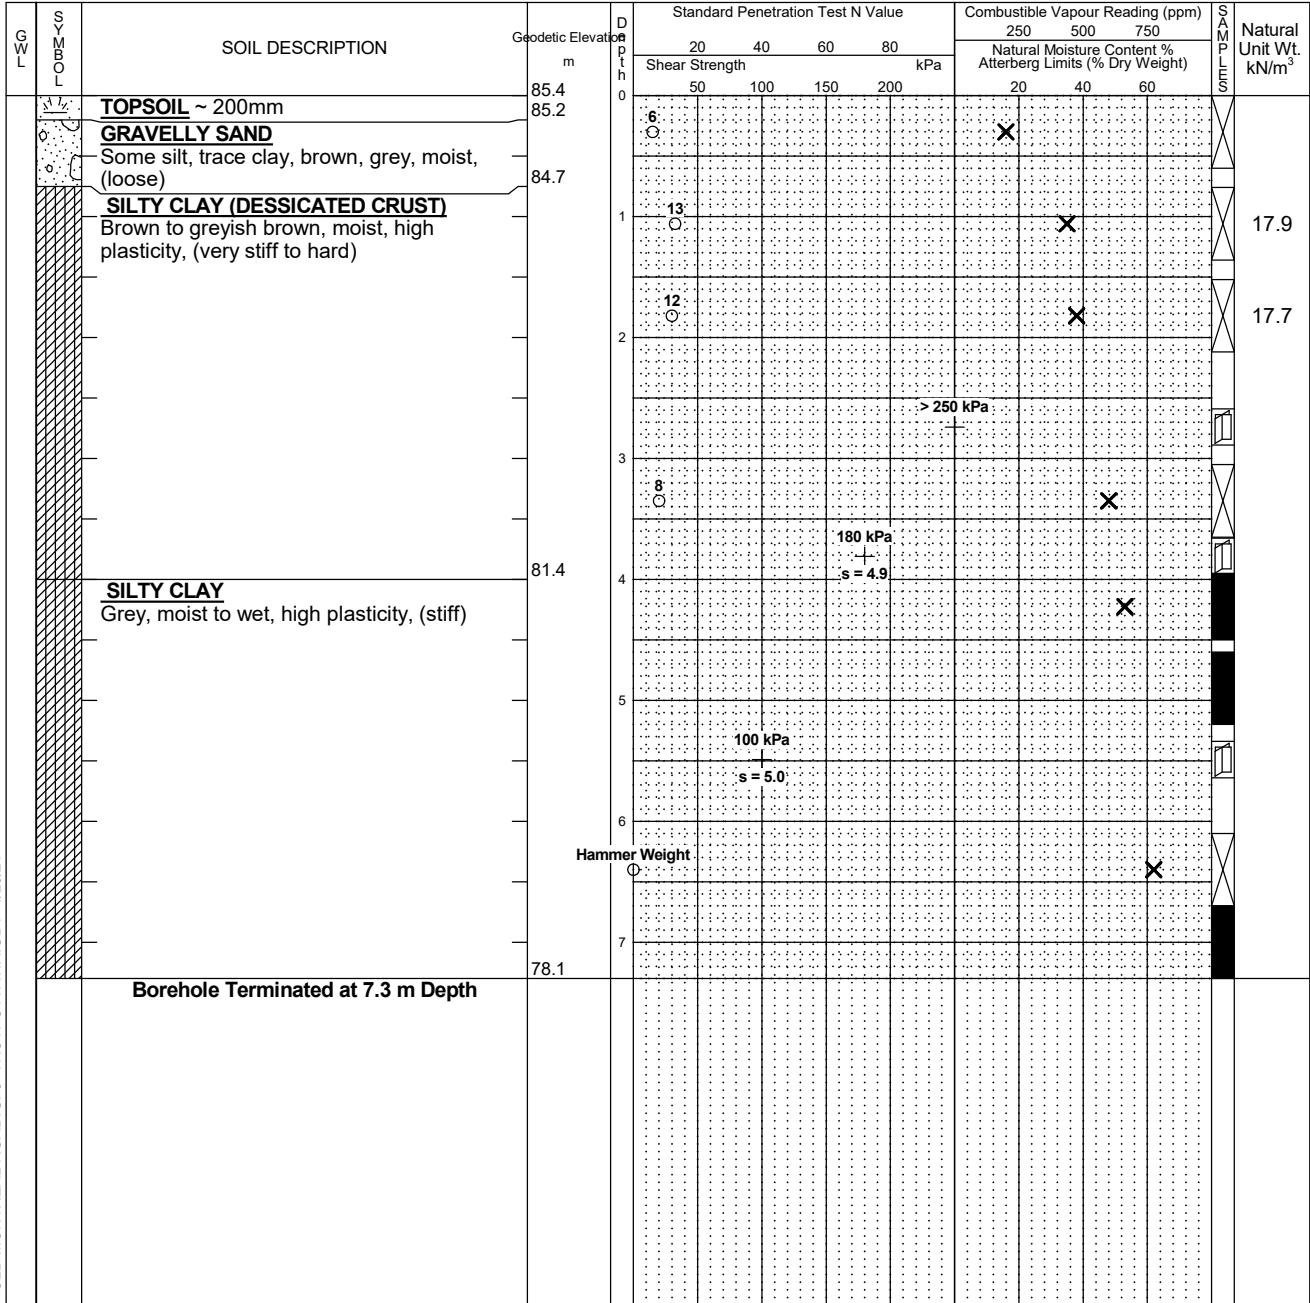 GWL
SYMBOL
SOIL DESCRIPTION
Geodetic Elevation
m
Depth
Standard Penetration Test N Value
20 40 60 80
Shear Strength kPa
50 100 150 200
Combustible Vapour Reading (ppm)
250 500 750
Natural Moisture Content %
Atterberg Limits (% Dry Weight)
20 40 60
SAMPLES
Natural
Unit Wt.
kN/m³
85.4
0
TOPSOIL ~ 200mm
85.2
GRAVELLY SAND
Some silt, trace clay, brown, grey, moist,
(loose)
84.7
6
SILTY CLAY (DESSICATED CRUST)
Brown to greyish brown, moist, high
plasticity, (very stiff to hard)
13
1
17.9
12
17.7
2
> 250 kPa
3
8
180 kPa
s = 4.9
81.4
4
SILTY CLAY
Grey, moist to wet, high plasticity, (stiff)
5
100 kPa
s = 5.0
6
Hammer Weight
7
78.1
Borehole Terminated at 7.3 m Depth